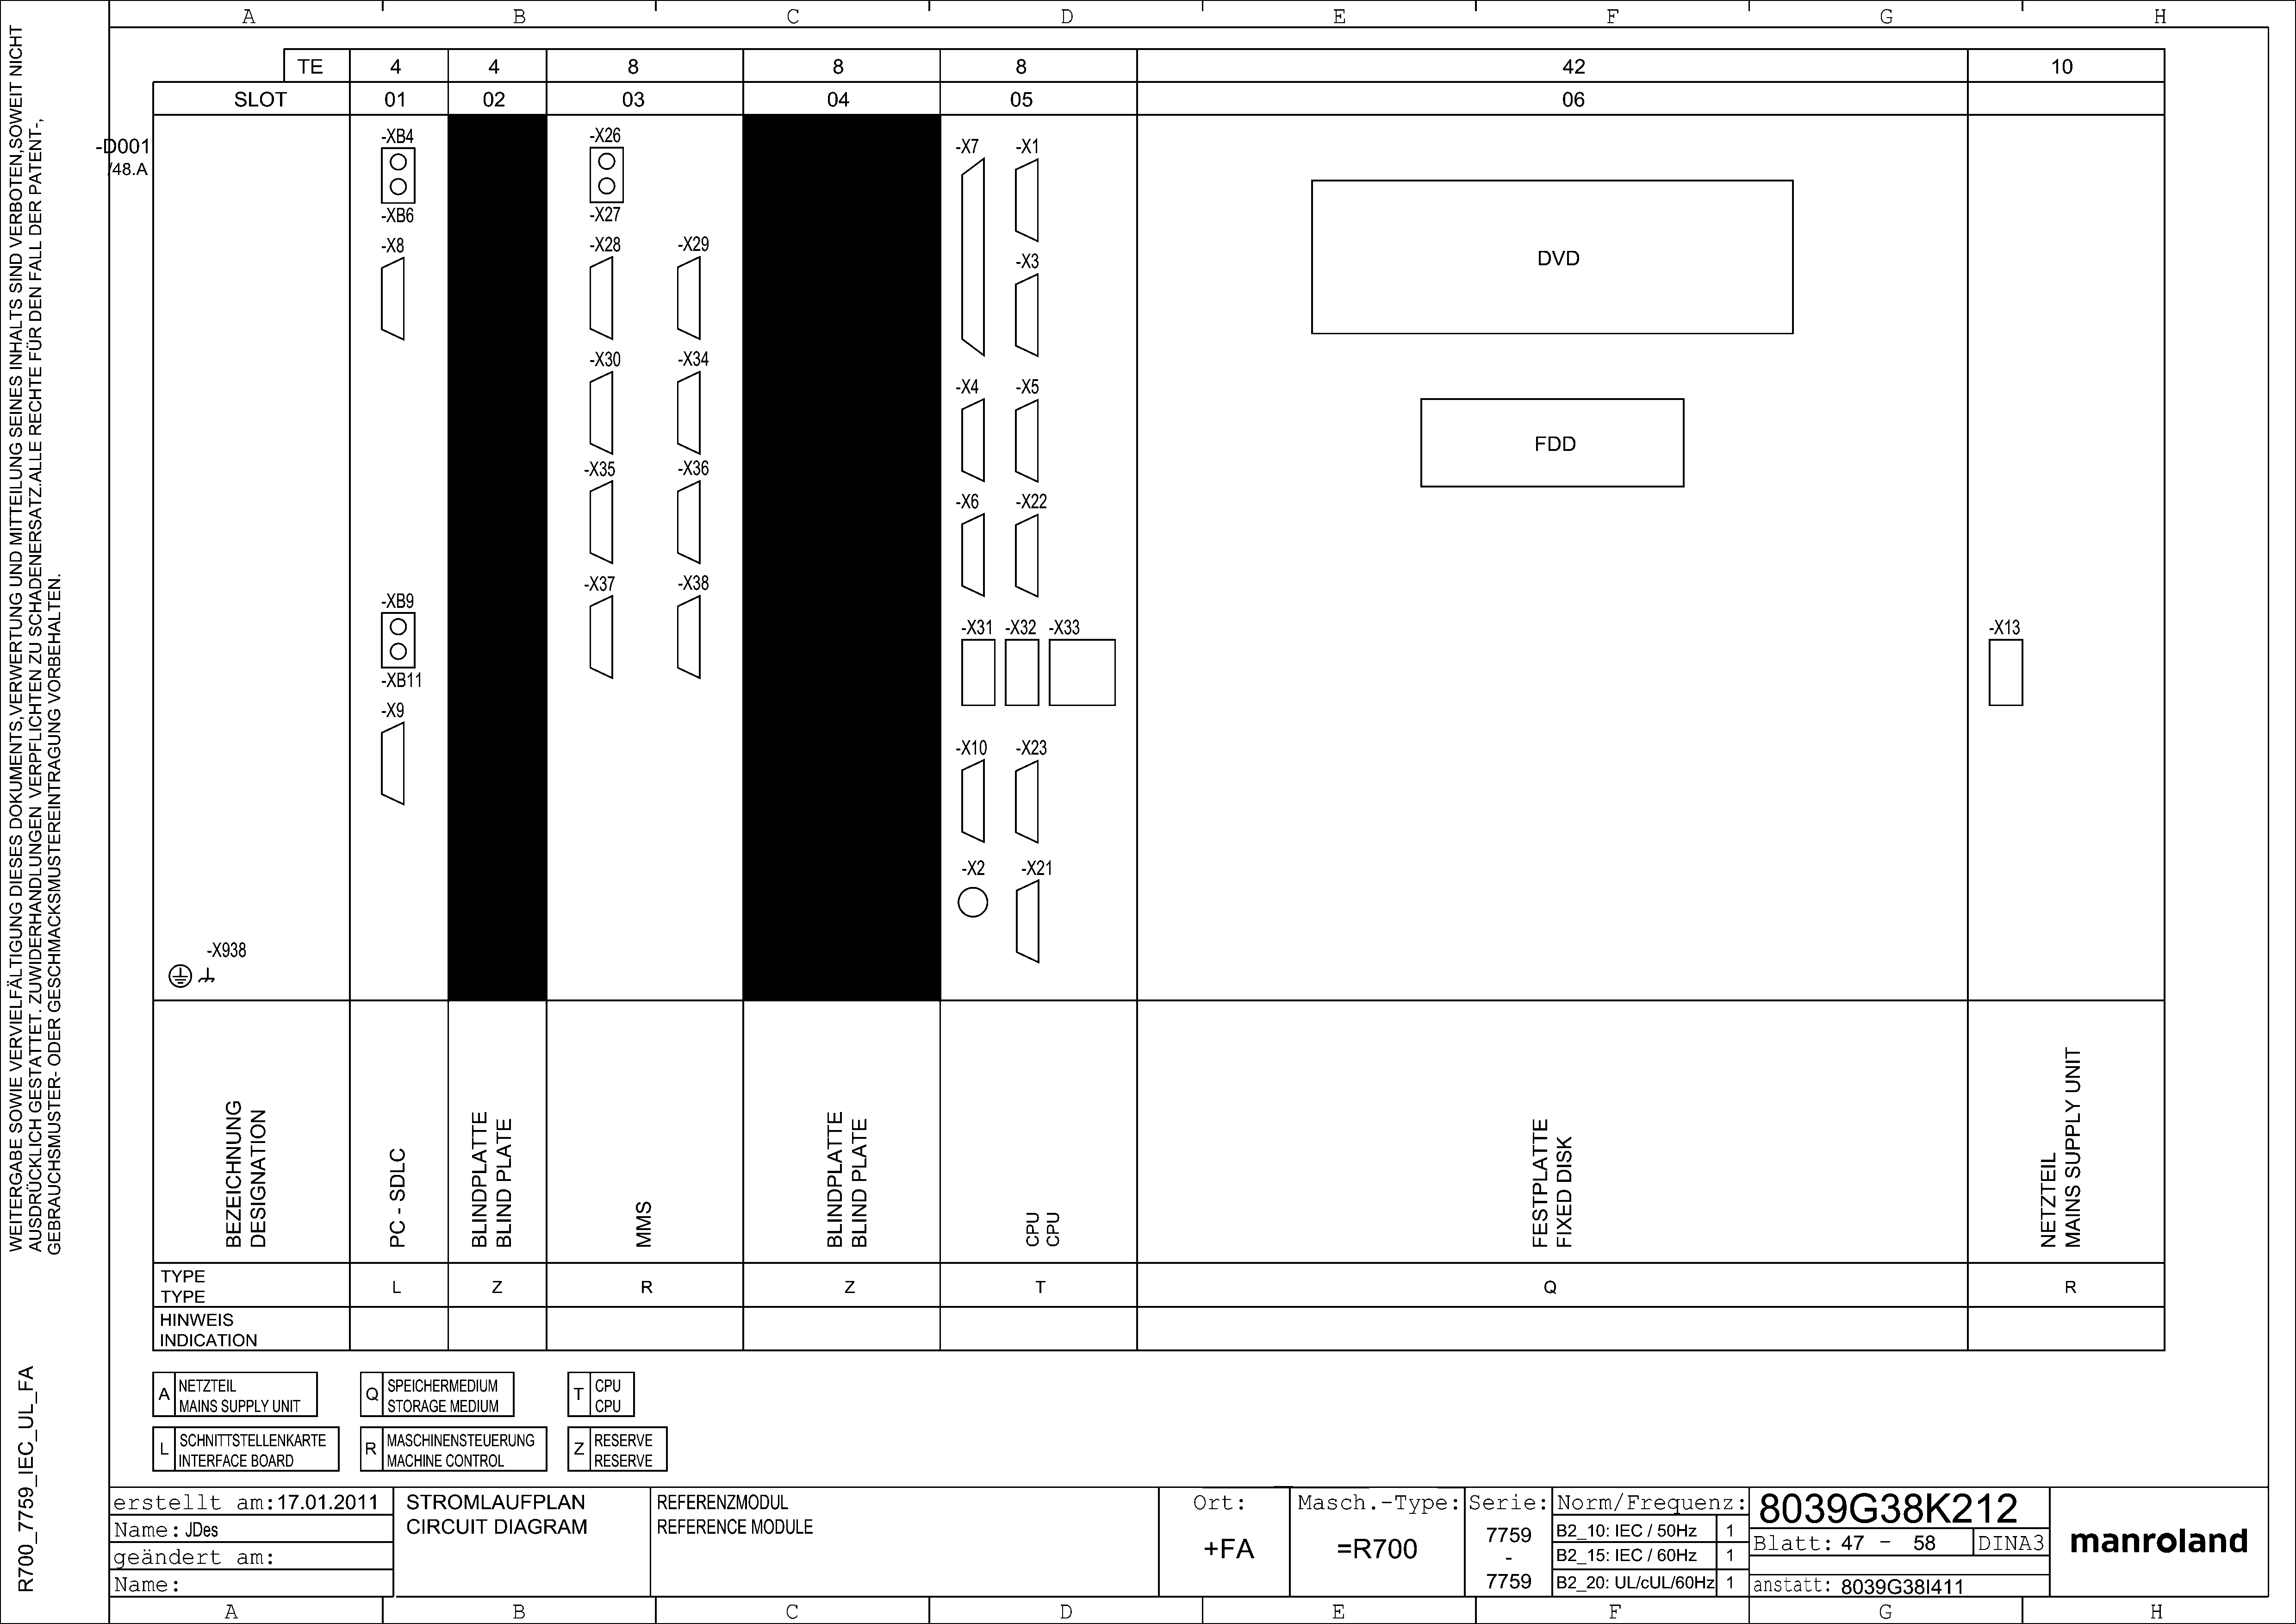 A B C D E F G H
WEITERGABE SOWIE VERVIELFÄLTIGUNG DIESES DOKUMENTS,VERWERTUNG UND MITTEILUNG SEINES INHALTS SIND VERBOTEN,SOWEIT NICHT
AUSDRÜCKLICH GESTATTET. ZUWIDERHANDLUNGEN VERPFLICHTEN ZU SCHADENERSATZ.ALLE RECHTE FÜR DEN FALL DER PATENT-,
GEBRAUCHSMUSTER- ODER GESCHMACKSMUSTEREINTRAGUNG VORBEHALTEN.
R700_7759_IEC_UL_FA
TE 4 4 8 8 8 42 10
SLOT 01 02 03 04 05 06
-D001
/48.A
-XB4
-XB6
-X8
-XB9
-XB11
-X9
-X938
-X26
-X27
-X28 -X29
-X30 -X34
-X35 -X36
-X37 -X38
-X7 -X1
-X3
-X4 -X5
-X6 -X22
-X31 -X32 -X33
-X10 -X23
-X2 -X21
DVD
FDD
-X13
BEZEICHNUNG
DESIGNATION
PC - SDLC
BLINDPLATTE
BLIND PLATE
MMS
BLINDPLATTE
BLIND PLATE
CPU
CPU
FESTPLATTE
FIXED DISK
NETZTEIL
MAINS SUPPLY UNIT
TYPE
TYPE
L Z R Z T Q R
HINWEIS
INDICATION
A NETZTEIL
MAINS SUPPLY UNIT
Q SPEICHERMEDIUM
STORAGE MEDIUM
T CPU
CPU
L SCHNITTSTELLENKARTE
INTERFACE BOARD
R MASCHINENSTEUERUNG
MACHINE CONTROL
Z RESERVE
RESERVE
erstellt am:17.01.2011
Name: JDes
geändert am:
Name:
STROMLAUFPLAN
CIRCUIT DIAGRAM
REFERENZMODUL
REFERENCE MODULE
Ort:
+FA
Masch.-Type:
=R700
Serie:
7759
-
7759
Norm/Frequenz:
B2_10: IEC / 50Hz 1
B2_15: IEC / 60Hz 1
B2_20: UL/cUL/60Hz 1
8039G38K212
Blatt: 47 - 58 DINA3
anstatt: 8039G38I411
manroland
A B C D E F G H